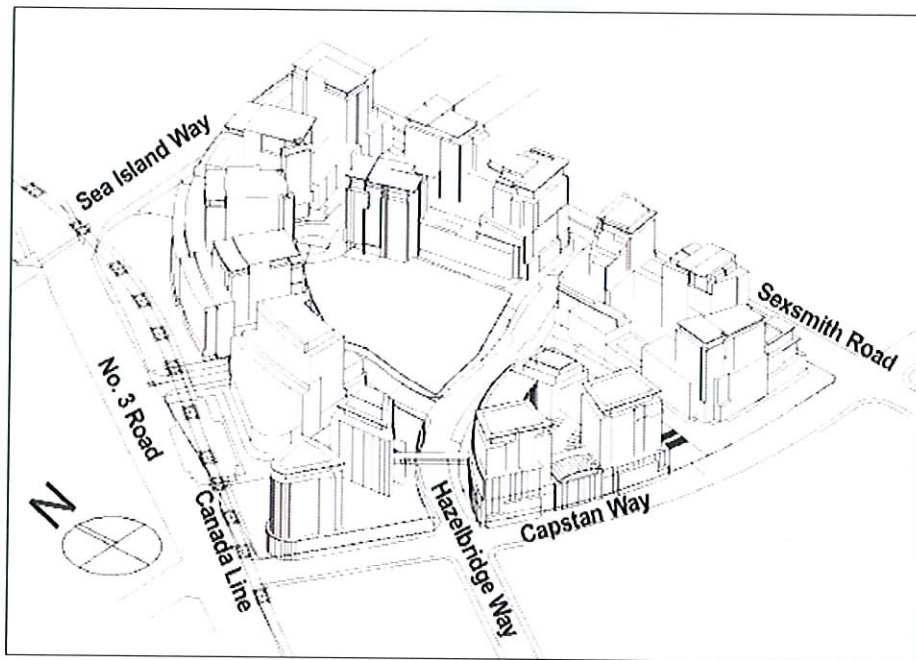 Sea Island Way
Sexsmith Road
No. 3 Road
N
Canada Line
Hazelbridge Way
Capstan Way